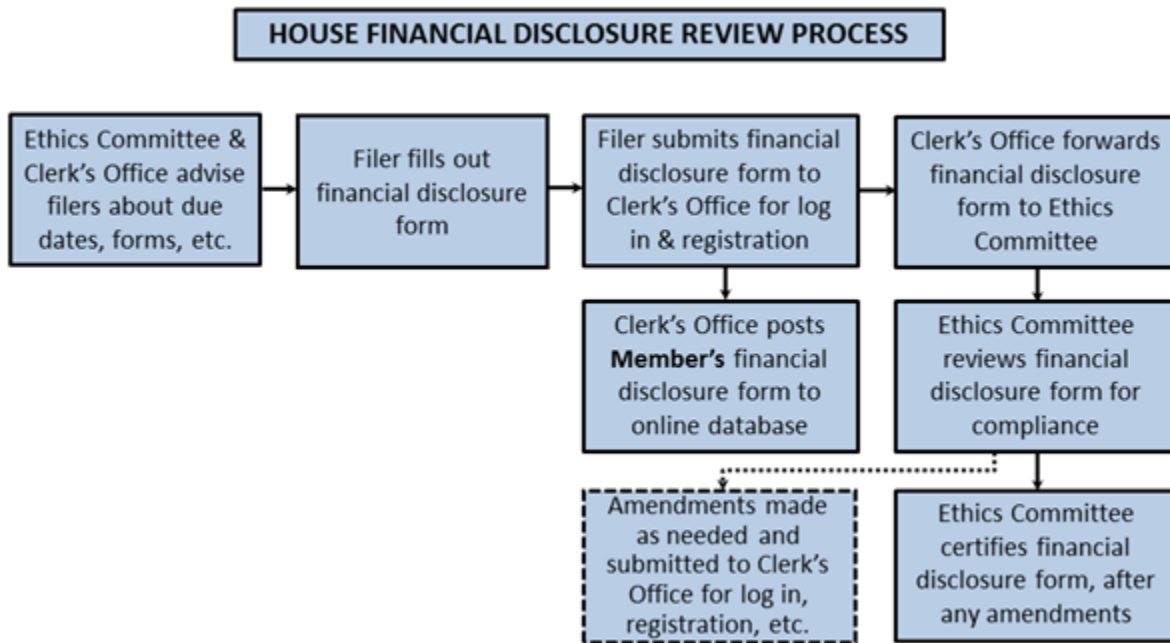 HOUSE FINANCIAL DISCLOSURE REVIEW PROCESS
Ethics Committee &
Clerk's Office advise
filers about due
dates, forms, etc.
Filer fills out
financial disclosure
form
Filer submits financial
disclosure form to
Clerk's Office for log
in & registration
Clerk's Office forwards
financial disclosure
form to Ethics
Committee
Clerk's Office posts
Member's financial
disclosure form to
online database
Ethics Committee
reviews financial
disclosure form for
compliance
Amendments made
as needed and
submitted to Clerk's
Office for log in,
registration, etc.
Ethics Committee
certifies financial
disclosure form, after
any amendments